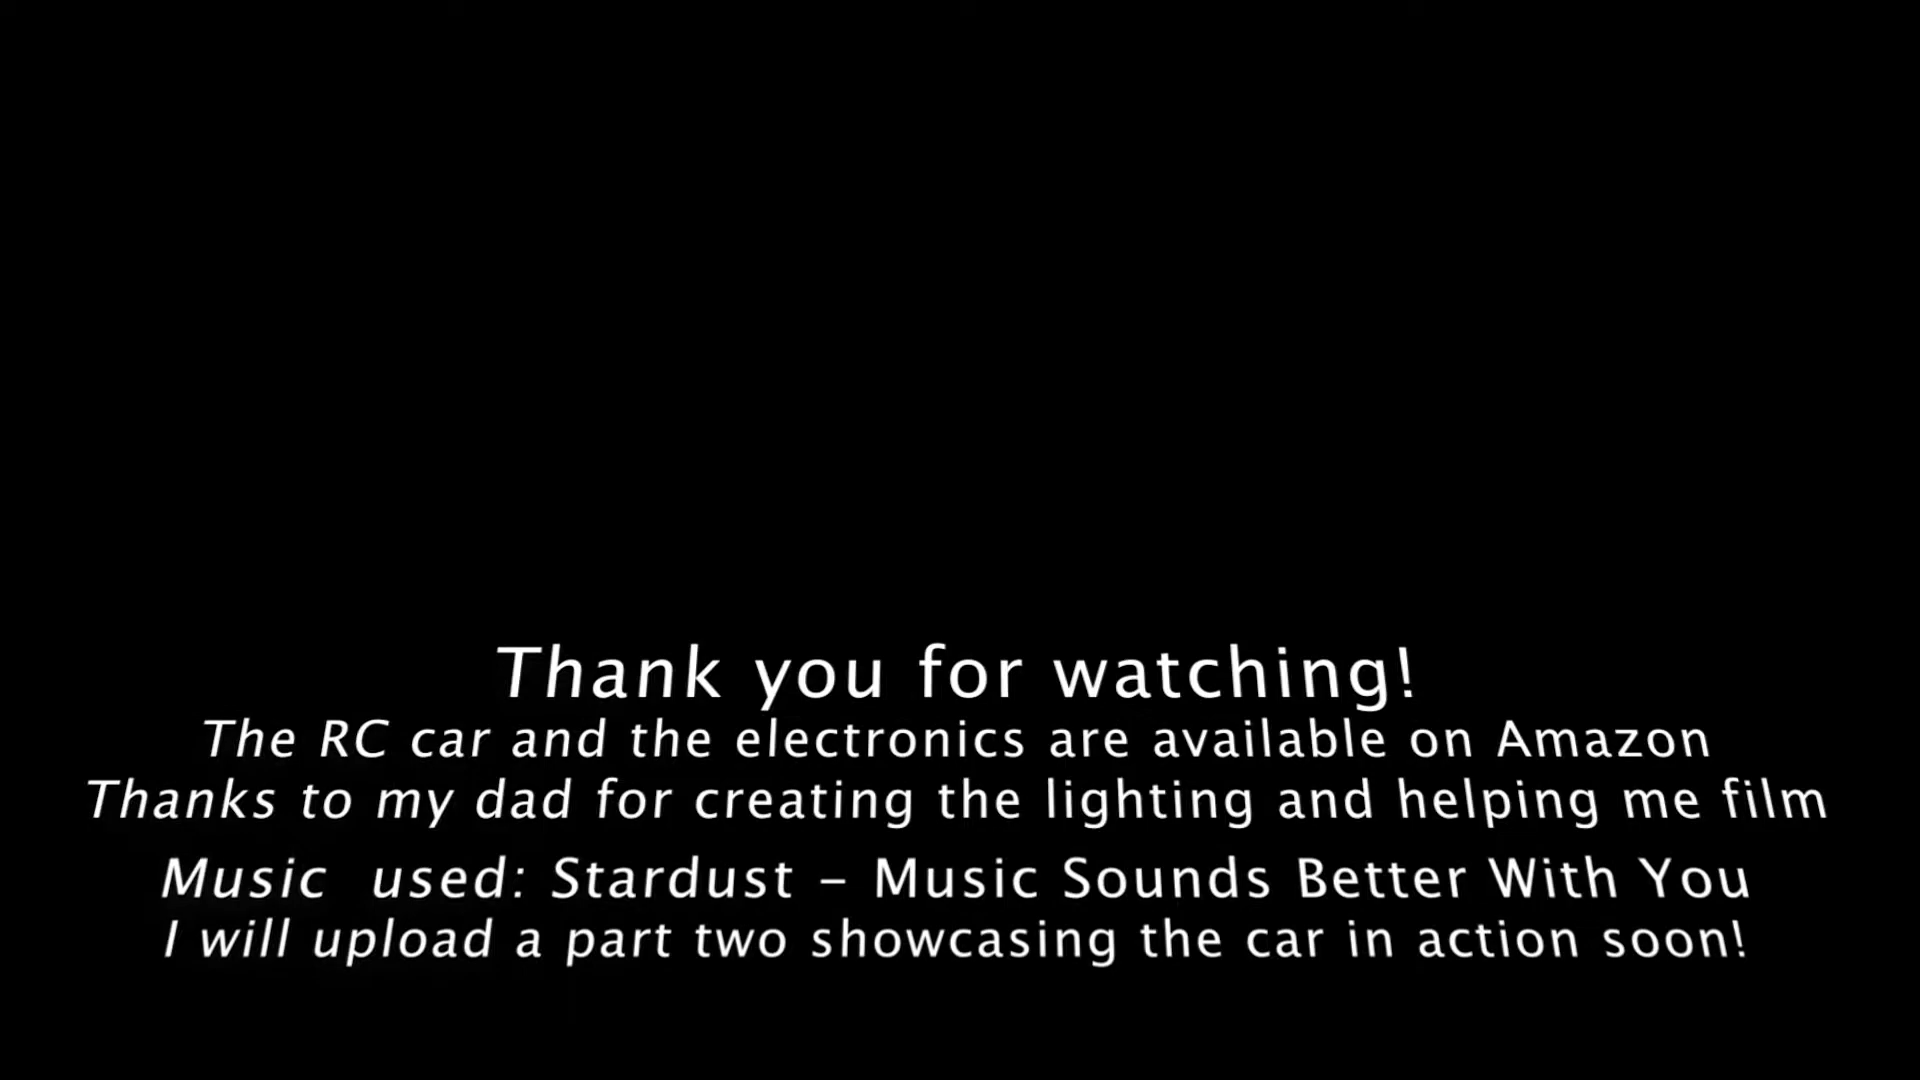 Thank you for watching!
The RC car and the electronics are available on Amazon
Thanks to my dad for creating the lighting and helping me film
Music used: Stardust - Music Sounds Better With You
I will upload a part two showcasing the car in action soon!